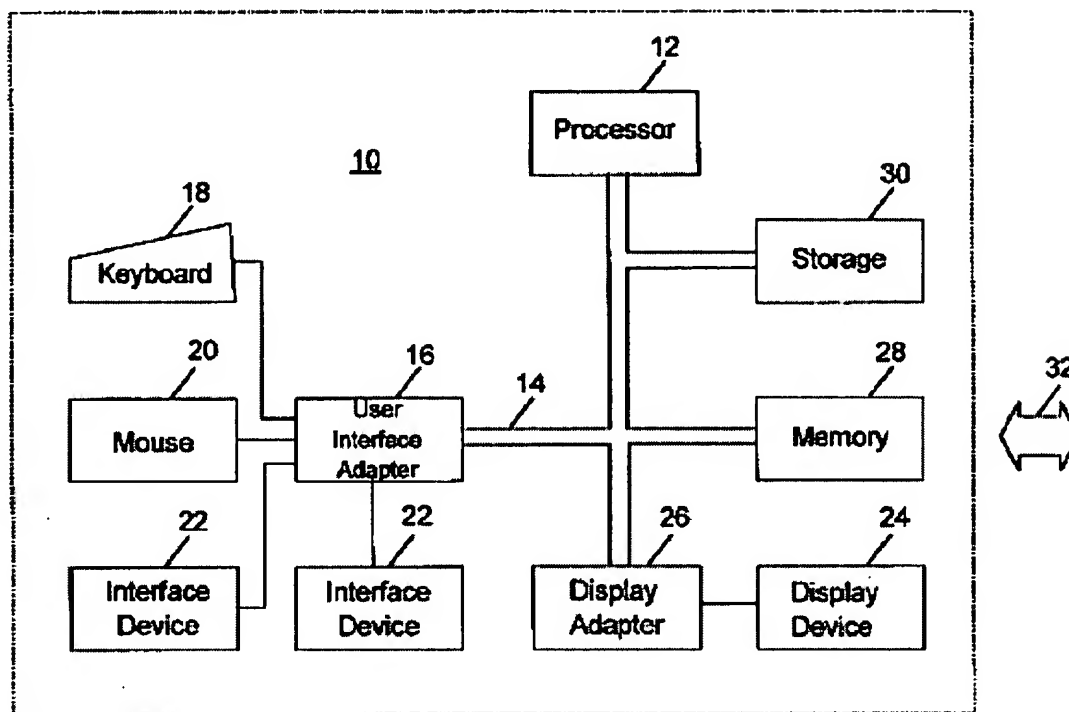 12
Processor
10
18
Keyboard
30
Storage
20
Mouse
16
User
Interface
Adapter
14
28
Memory
32
22
Interface
Device
22
Interface
Device
26
Display
Adapter
24
Display
Device